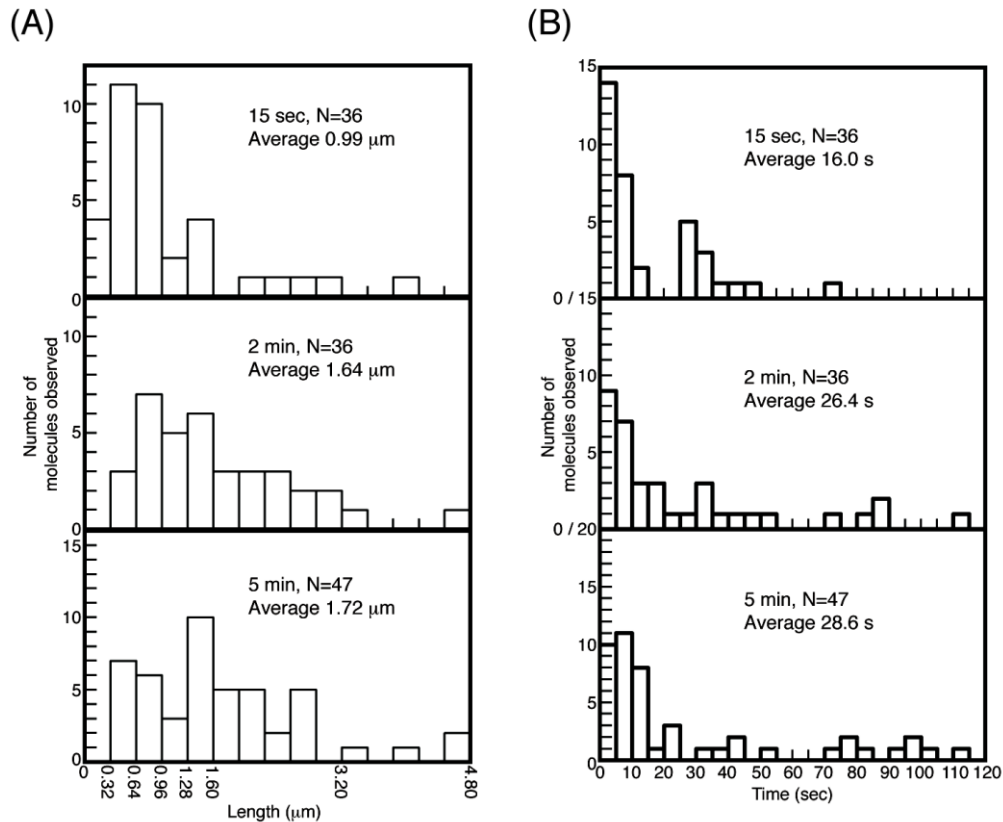 (A)
(B)
10
5
0
15 sec, N=36
Average 0.99 μm
10
5
0
2 min, N=36
Average 1.64 μm
Number of
molecules observed
15
10
5
0
5 min, N=47
Average 1.72 μm
0
0.32
0.64
0.96
1.28
1.60
3.20
4.80
Length (μm)
15
10
5
0 / 15
15 sec, N=36
Average 16.0 s
10
5
0 / 20
2 min, N=36
Average 26.4 s
Number of
molecules observed
15
10
5
0
5 min, N=47
Average 28.6 s
0 10 20 30 40 50 60 70 80 90 100 110 120
Time (sec)